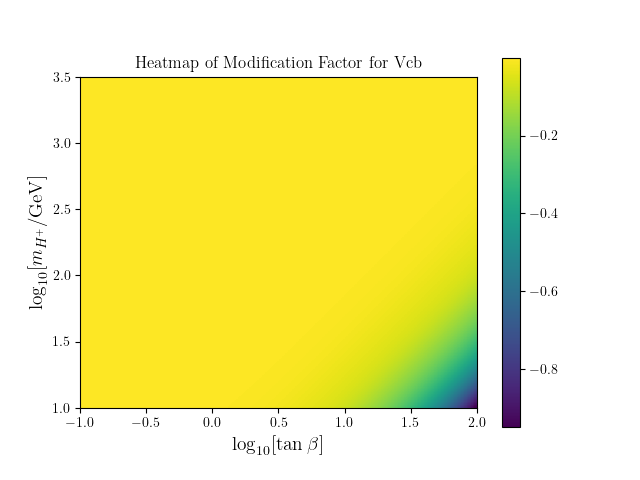 Heatmap of Modification Factor for Vcb
3.5
3.0
2.5
2.0
1.5
1.0
log₁₀[m_{H⁺}/GeV]
−1.0 −0.5 0.0 0.5 1.0 1.5 2.0
log₁₀[tan β]
−0.2
−0.4
−0.6
−0.8